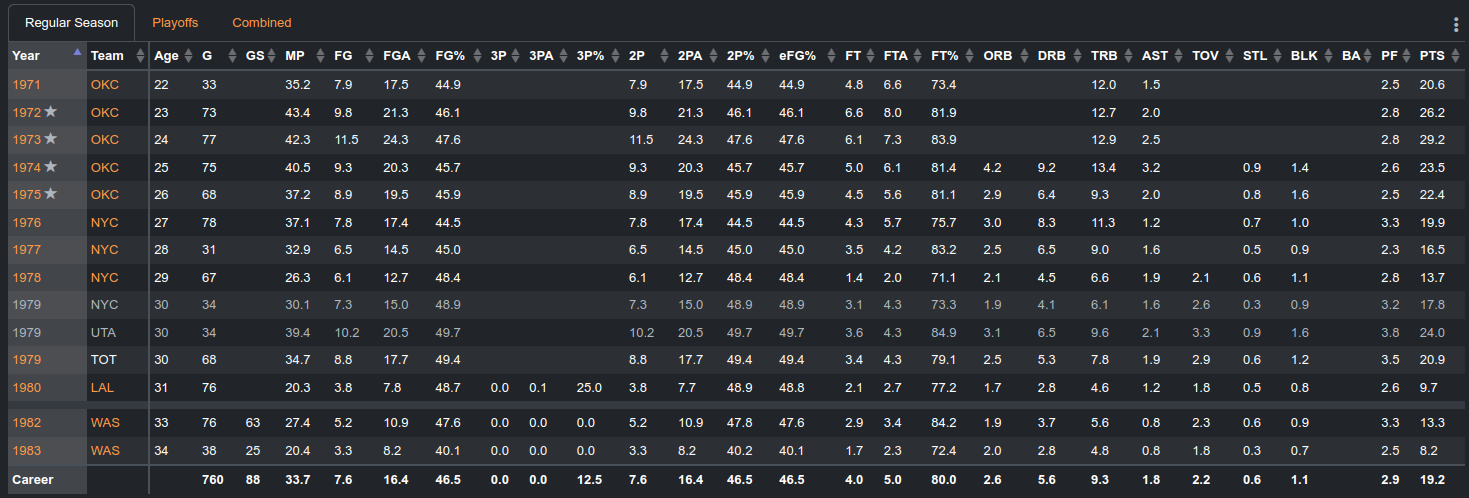 Regular Season Playoffs Combined
Year Team Age G GS MP FG FGA FG% 3P 3PA 3P% 2P 2PA 2P% eFG% FT FTA FT% ORB DRB TRB AST TOV STL BLK BA PF PTS
1971 OKC 22 33 35.2 7.9 17.5 44.9 7.9 17.5 44.9 44.9 4.8 6.6 73.4 12.0 1.5 2.5 20.6
1972 ★ OKC 23 73 43.4 9.8 21.3 46.1 9.8 21.3 46.1 46.1 6.6 8.0 81.9 12.7 2.0 2.8 26.2
1973 ★ OKC 24 77 42.3 11.5 24.3 47.6 11.5 24.3 47.6 47.6 6.1 7.3 83.9 12.9 2.5 2.8 29.2
1974 ★ OKC 25 75 40.5 9.3 20.3 45.7 9.3 20.3 45.7 45.7 5.0 6.1 81.4 4.2 9.2 13.4 3.2 0.9 1.4 2.6 23.5
1975 ★ OKC 26 68 37.2 8.9 19.5 45.9 8.9 19.5 45.9 45.9 4.5 5.6 81.1 2.9 6.4 9.3 2.0 0.8 1.6 2.6 22.4
1976 NYC 27 78 37.1 7.8 17.4 44.5 7.8 17.4 44.5 44.5 4.3 5.7 75.7 3.0 8.3 11.3 1.2 0.7 1.0 3.3 19.9
1977 NYC 28 31 32.9 6.5 14.5 45.0 6.5 14.5 45.0 45.0 3.5 4.2 83.2 2.5 6.5 9.0 1.6 0.5 0.9 2.3 16.5
1978 NYC 29 67 26.3 6.1 12.7 48.4 6.1 12.7 48.4 48.4 1.4 2.0 71.1 2.1 4.5 6.6 1.9 2.1 0.6 1.1 2.8 13.7
1979 NYC 30 34 30.1 7.3 15.0 48.9 7.3 15.0 48.9 48.9 3.1 4.3 73.3 1.9 4.1 6.1 1.6 2.6 0.3 0.9 3.2 17.8
1979 UTA 30 34 39.4 10.2 20.5 49.7 10.2 20.5 49.7 49.7 3.6 4.3 84.9 3.1 6.5 9.6 2.1 3.3 0.9 1.6 3.8 24.0
1979 TOT 30 68 34.7 8.8 17.7 49.4 8.8 17.7 49.4 49.4 3.4 4.3 79.1 2.5 5.3 7.8 1.9 2.9 0.6 1.2 3.5 20.9
1980 LAL 31 76 20.3 3.8 7.8 48.7 0.0 0.1 25.0 3.8 7.7 48.9 48.8 2.1 2.7 77.2 1.7 2.8 4.6 1.2 1.8 0.5 0.8 2.6 9.7
1982 WAS 33 76 63 27.4 5.2 10.9 47.6 0.0 0.0 0.0 5.2 10.9 47.8 47.6 2.9 3.4 84.2 1.9 3.7 5.6 0.8 2.3 0.6 0.9 3.3 13.3
1983 WAS 34 38 25 20.4 3.3 8.2 40.1 0.0 0.0 0.0 3.3 8.2 40.2 40.1 1.7 2.3 72.4 2.0 2.8 4.8 0.8 1.8 0.3 0.7 2.5 8.2
Career 760 88 33.7 7.6 16.4 46.5 0.0 0.0 12.5 7.6 16.4 46.5 46.5 4.0 5.0 80.0 2.6 5.6 9.3 1.8 2.2 0.6 1.1 2.9 19.2